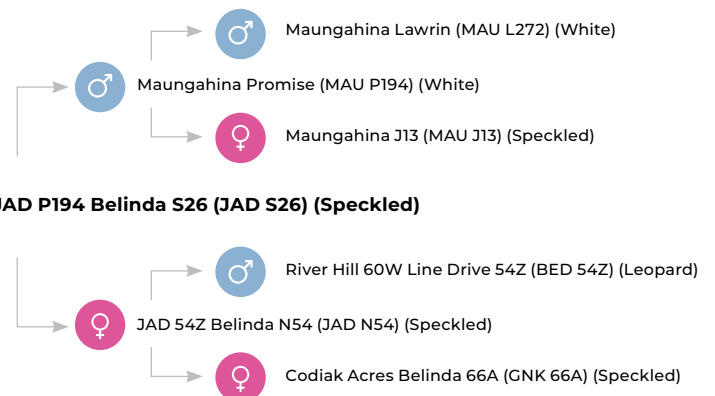 Maungahina Lawrin (MAU L272) (White)
Maungahina Promise (MAU P194) (White)
Maungahina J13 (MAU J13) (Speckled)
JAD P194 Belinda S26 (JAD S26) (Speckled)
River Hill 60W Line Drive 54Z (BED 54Z) (Leopard)
JAD 54Z Belinda N54 (JAD N54) (Speckled)
Codiak Acres Belinda 66A (GNK 66A) (Speckled)